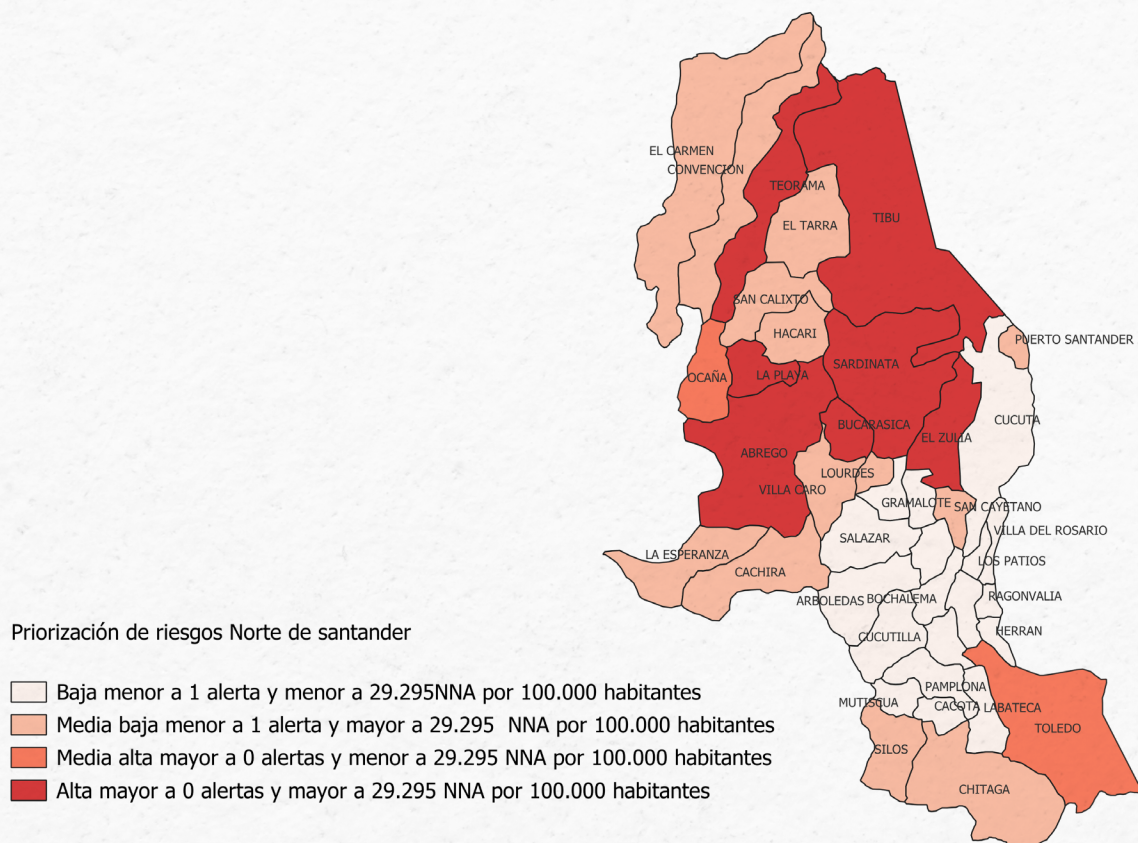 EL CARMEN
CONVENCION
TEORAMA
TIBU
EL TARRA
SAN CALIXTO
HACARI
PUERTO SANTANDER
SARDINATA
LA PLAYA
OCAÑA
CUCUTA
BUCARASICA
EL ZULIA
ABREGO
LOURDES
VILLA CARO
GRAMALOTE
SAN CAYETANO
VILLA DEL ROSARIO
SALAZAR
LA ESPERANZA
LOS PATIOS
CACHIRA
ARBOLEDAS
BOCHALEMA
RAGONVALIA
HERRAN
CUCUTILLA
PAMPLONA
MUTISCUA
CACOTA
LABATECA
TOLEDO
SILOS
CHITAGA
Priorización de riesgos Norte de santander
Baja menor a 1 alerta y menor a 29.295NNA por 100.000 habitantes
Media baja menor a 1 alerta y mayor a 29.295 NNA por 100.000 habitantes
Media alta mayor a 0 alertas y menor a 29.295 NNA por 100.000 habitantes
Alta mayor a 0 alertas y mayor a 29.295 NNA por 100.000 habitantes